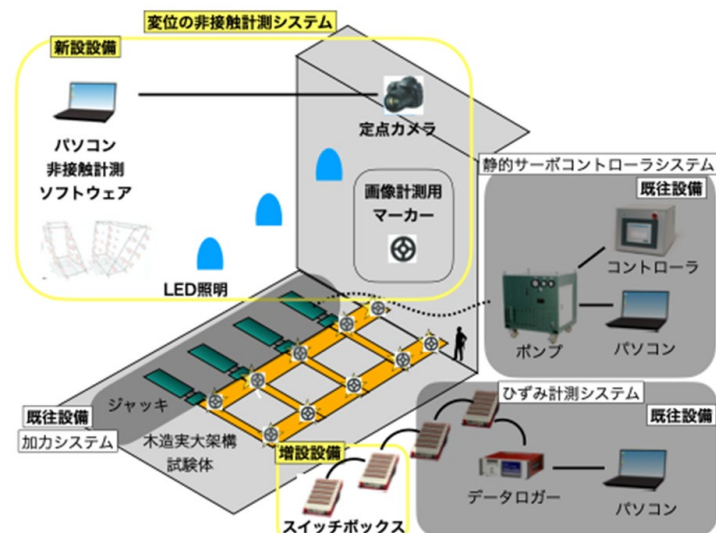 変位の非接触計測システム
新設設備
パソコン
非接触計測
ソフトウェア
定点カメラ
画像計測用
マーカー
LED照明
静的サーボコントローラシステム
既往設備
コントローラ
ポンプ
パソコン
既往設備
加力システム
ジャッキ
木造実大架構
試験体
増設設備
スイッチボックス
ひずみ計測システム
既往設備
データロガー
パソコン